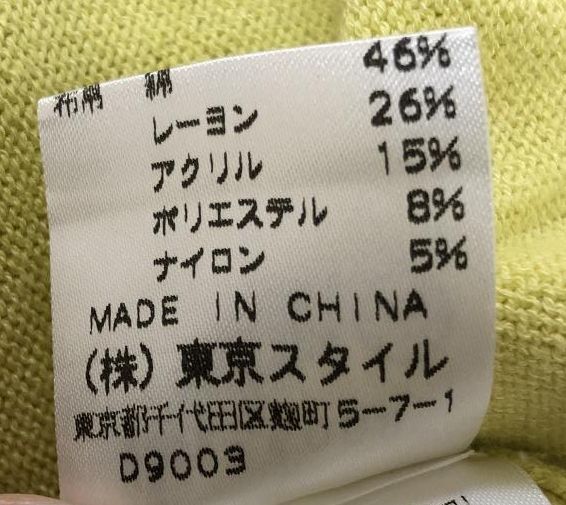 綿 46%
レーヨン 26%
アクリル 15%
ポリエステル 8%
ナイロン 5%
MADE IN CHINA
(株) 東京スタイル
東京都千代田区麹町5-7-1
D9003